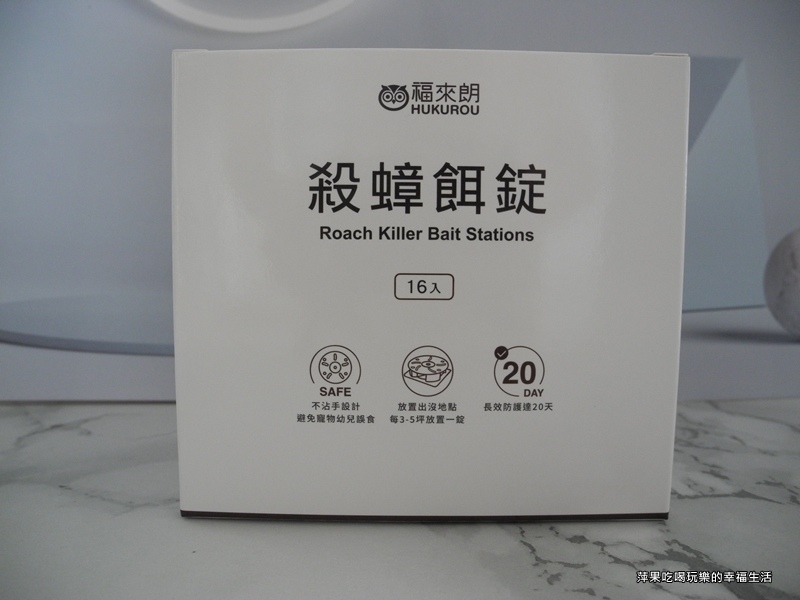 福來朗
HUKUROU
殺蟑餌錠
Roach Killer Bait Stations
16入
SAFE
不沾手設計
避免寵物幼兒誤食
放置出沒地點
每3-5坪放置一錠
20
DAY
長效防護達20天
萍果吃喝玩樂的幸福生活